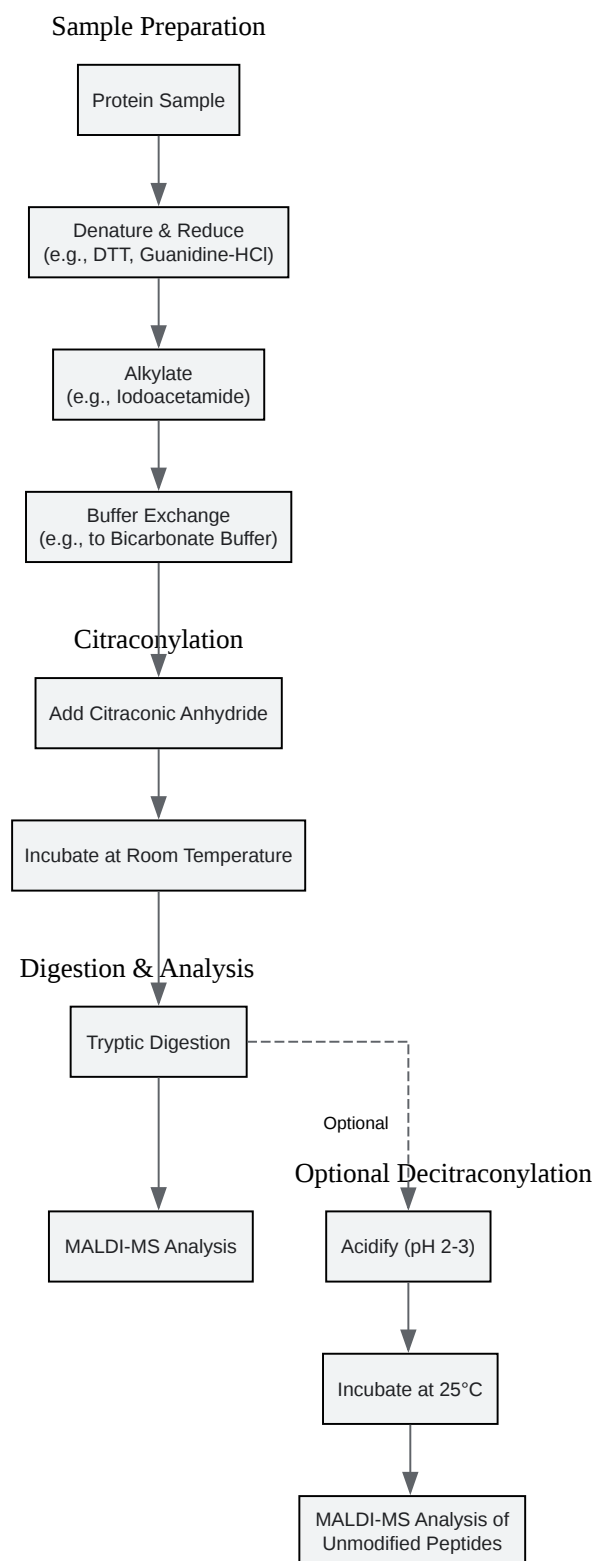 Sample Preparation
Protein Sample
Denature & Reduce
(e.g., DTT, Guanidine-HCl)
Alkylate
(e.g., Iodoacetamide)
Buffer Exchange
(e.g., to Bicarbonate Buffer)
Citraconylation
Add Citraconic Anhydride
Incubate at Room Temperature
Digestion & Analysis
Tryptic Digestion
Optional
Optional Decitraconylation
MALDI-MS Analysis
Acidify (pH 2-3)
Incubate at 25°C
MALDI-MS Analysis of
Unmodified Peptides